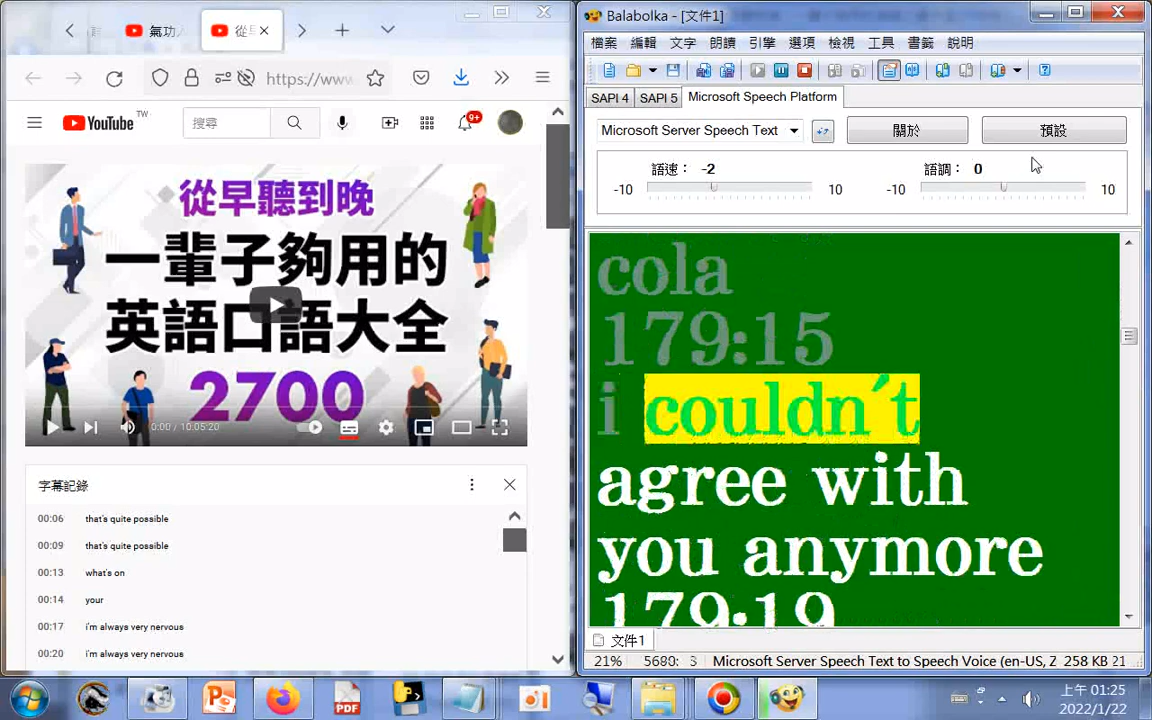 氣功
從
https://www.
YouTube TW
搜尋
9+
從早聽到晚
一輩子夠用的
英語口語大全
2700
0:00 / 10:05:20
字幕記錄
00:06 that's quite possible
00:09 that's quite possible
00:13 what's on
00:14 your
00:17 i'm always very nervous
00:20 i'm always very nervous
Balabolka - [文件1]
檔案 編輯 文字 朗讀 引擎 選項 檢視 工具 書籤 說明
SAPI 4 SAPI 5 Microsoft Speech Platform
Microsoft Server Speech Text 關於 預設
語速： -2 語調： 0
-10 10 -10 10
cola
179:15
i couldn´t
agree with
you anymore
179:19
文件1
21% 5680: 3 Microsoft Server Speech Text to Speech Voice (en-US, Z 258 KB 21
PDF
上午 01:25
2022/1/22